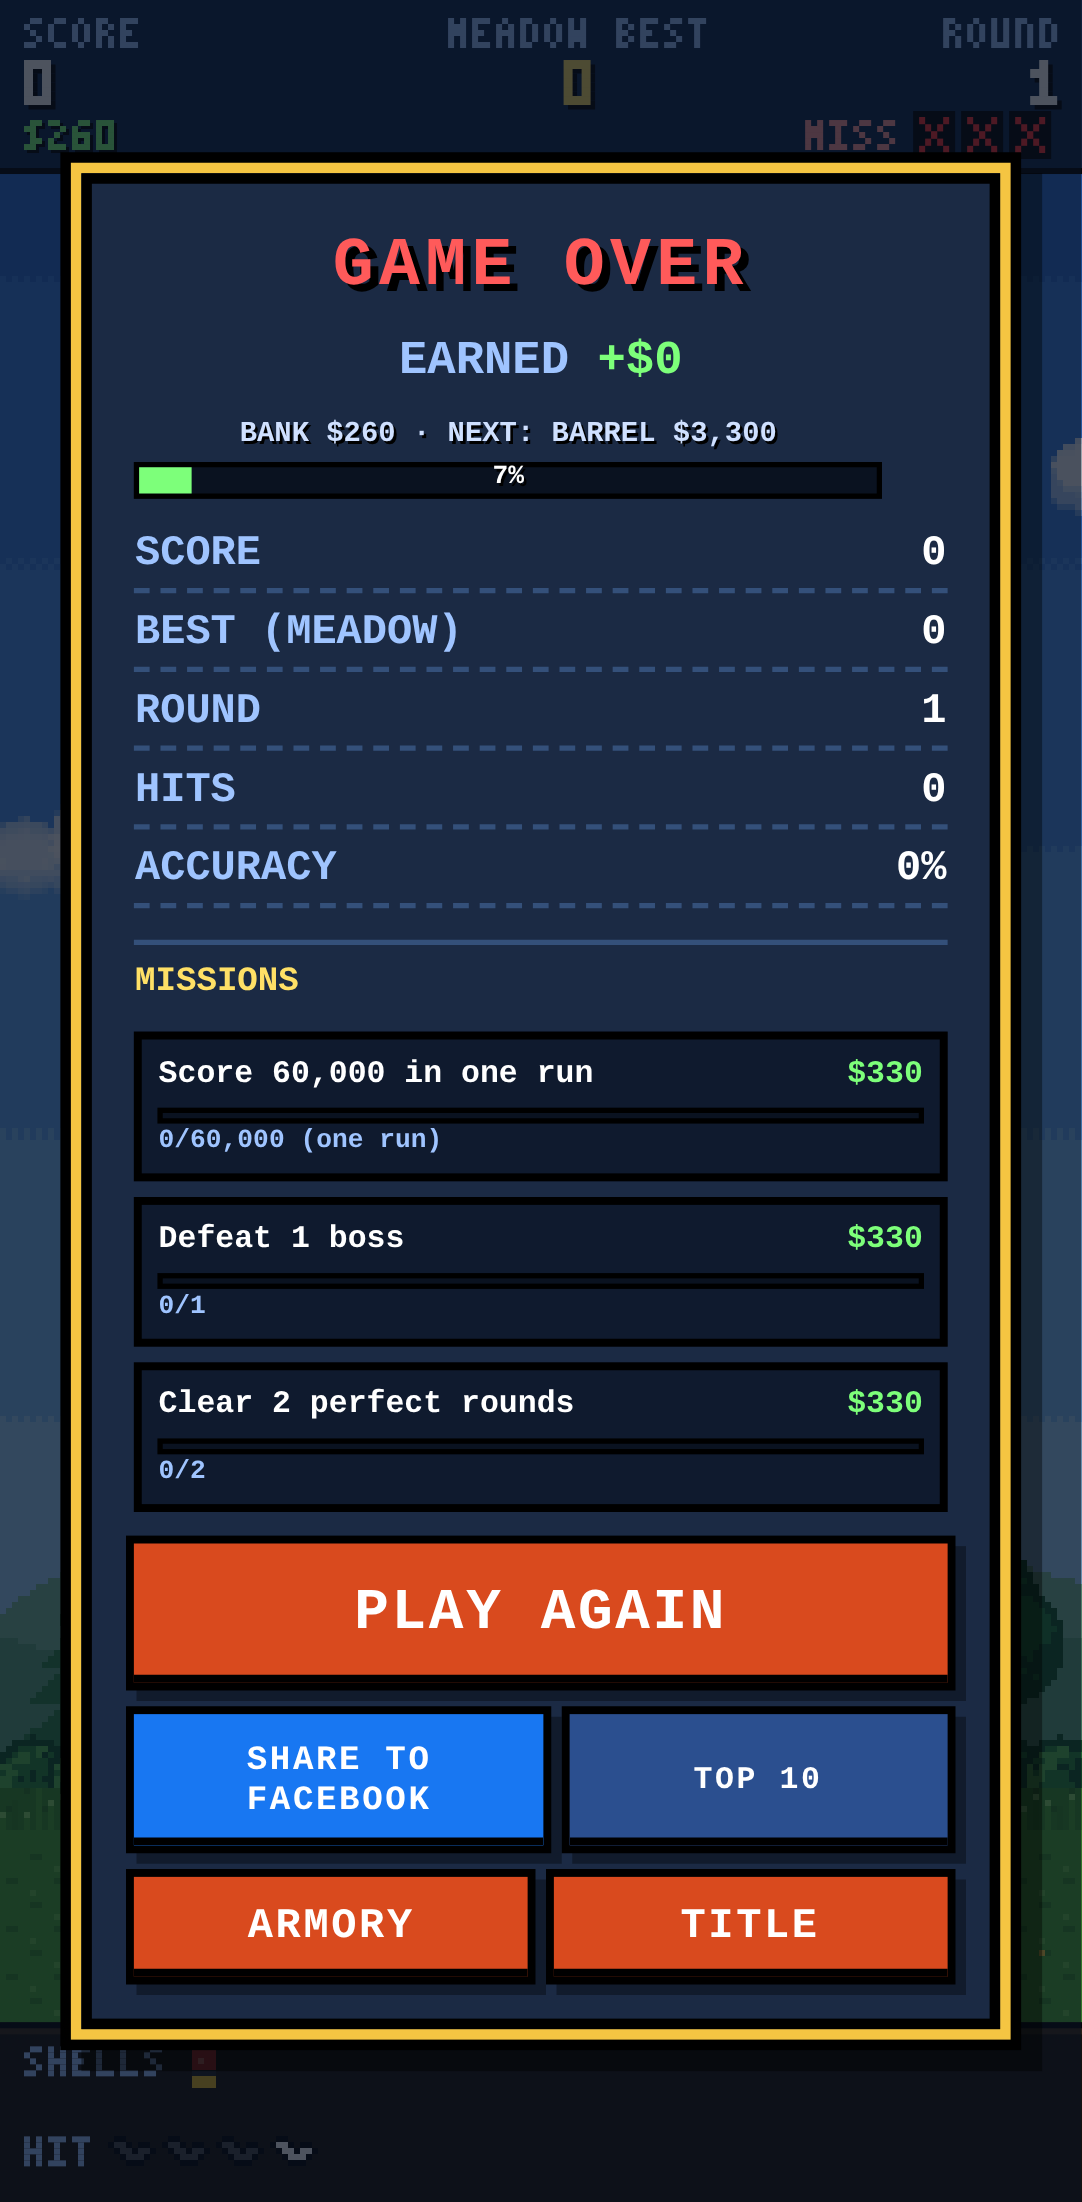 SCORE MEADOW BEST ROUND
0 0 1
$260 MISS
GAME OVER
EARNED +$0
BANK $260 · NEXT: BARREL $3,300
7%
SCORE 0
BEST (MEADOW) 0
ROUND 1
HITS 0
ACCURACY 0%
MISSIONS
Score 60,000 in one run $330
0/60,000 (one run)
Defeat 1 boss $330
0/1
Clear 2 perfect rounds $330
0/2
PLAY AGAIN
SHARE TO
FACEBOOK
TOP 10
ARMORY TITLE
SHELLS
HIT